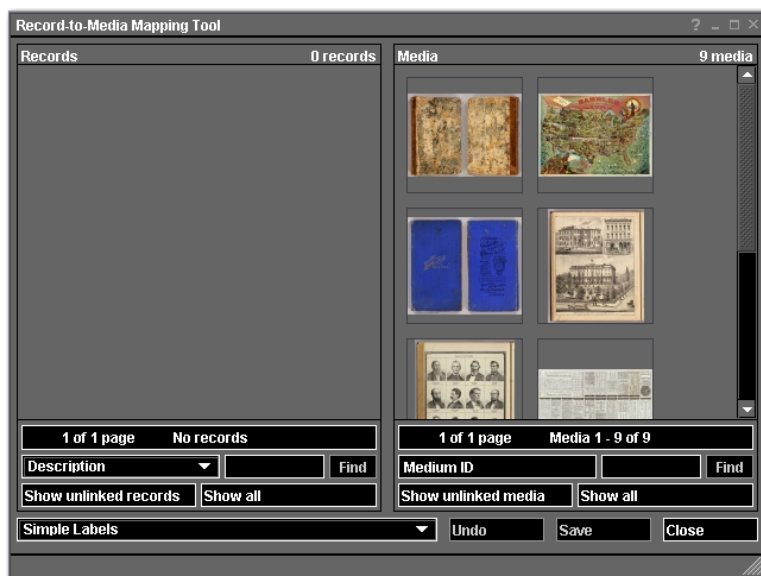 Record-to-Media Mapping Tool
Records 0 records
Media 9 media
1 of 1 page No records
1 of 1 page Media 1 - 9 of 9
Description Find
Medium ID Find
Show unlinked records Show all
Show unlinked media Show all
Simple Labels Undo Save Close